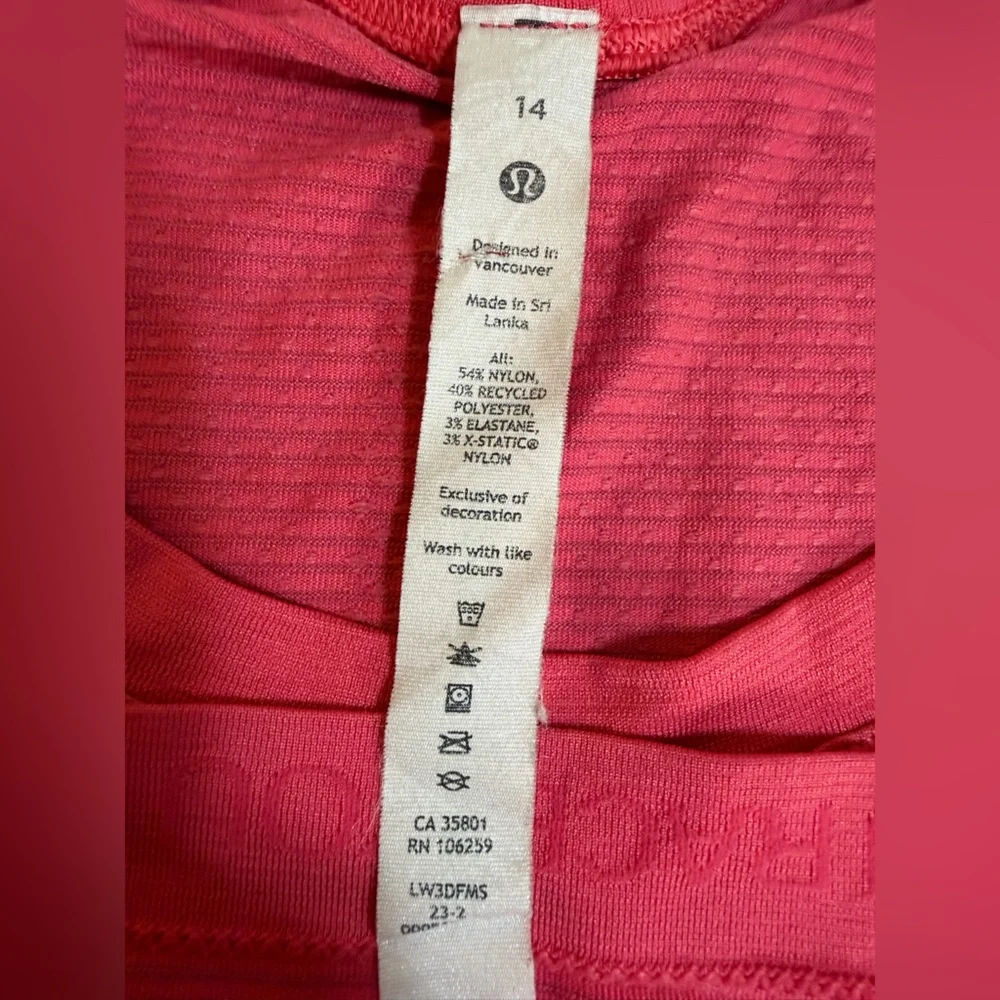 14
Designed in
Vancouver
Made in Sri
Lanka
All:
54% NYLON,
40% RECYCLED
POLYESTER,
3% ELASTANE,
3% X-STATIC®
NYLON
Exclusive of
decoration
Wash with like
colours
CA 35801
RN 106259
LW3DFMS
23-2